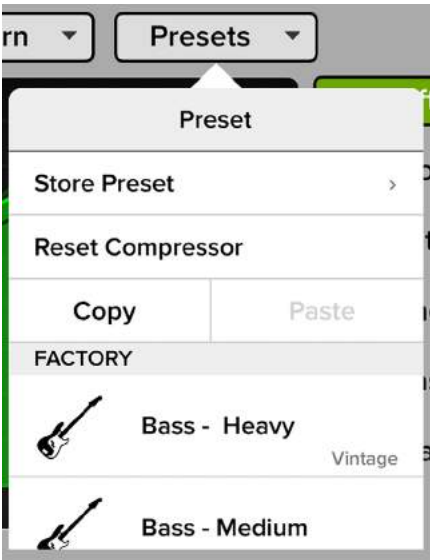 rn
Presets
Preset
Store Preset
Reset Compressor
Copy
Paste
FACTORY
Bass - Heavy
Vintage
Bass - Medium